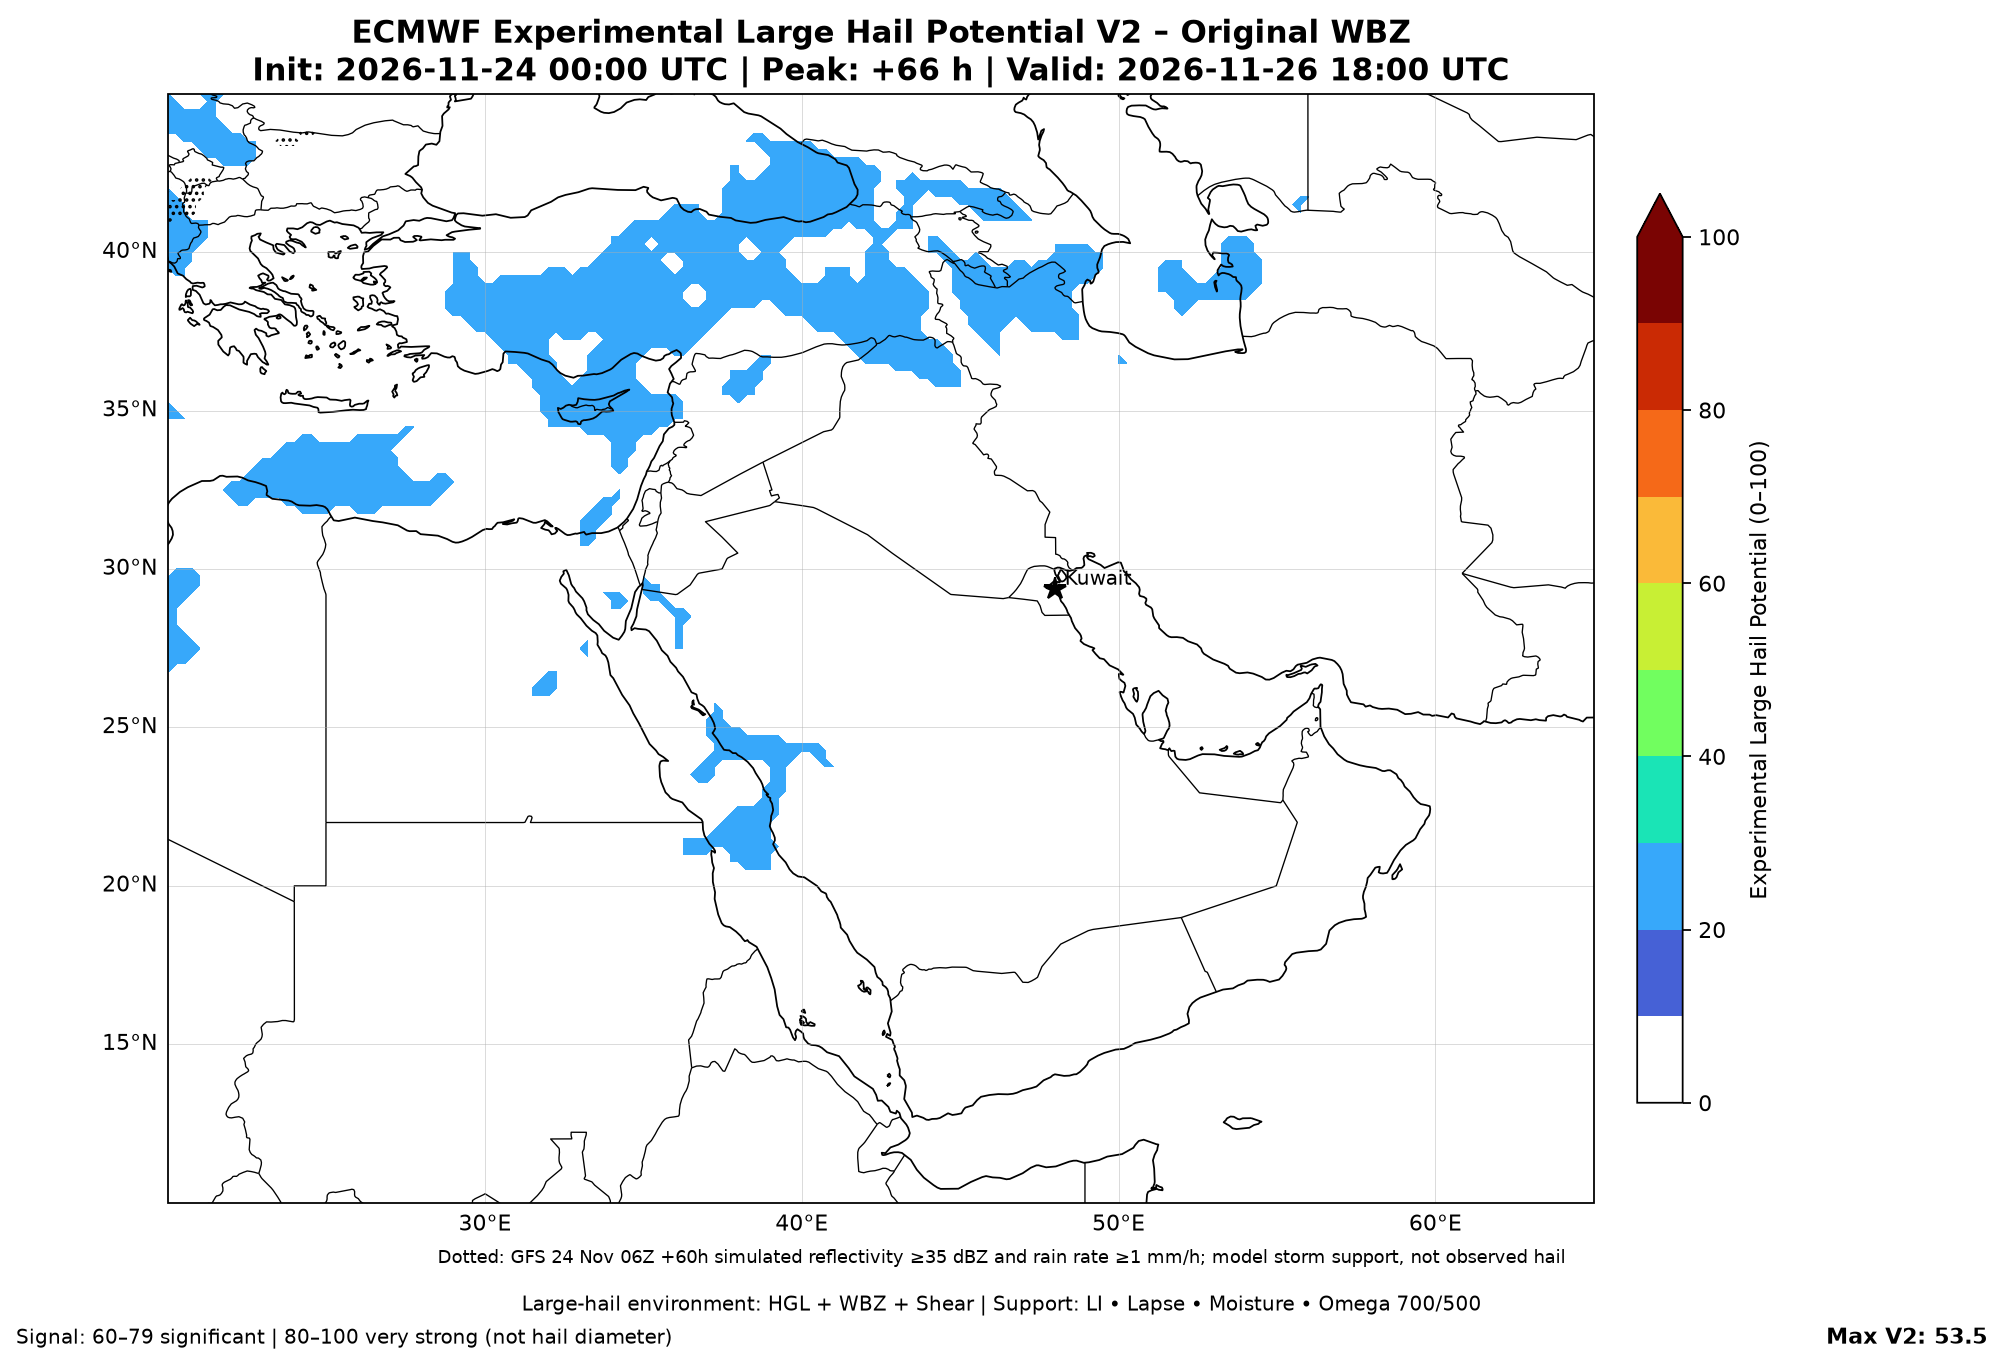 ECMWF Experimental Large Hail Potential V2 – Original WBZ
Init: 2026-11-24 00:00 UTC | Peak: +66 h | Valid: 2026-11-26 18:00 UTC
40°N
35°N
30°N
25°N
20°N
15°N
Kuwait
30°E
40°E
50°E
60°E
100
80
60
40
20
0
Experimental Large Hail Potential (0–100)
Dotted: GFS 24 Nov 06Z +60h simulated reflectivity ≥35 dBZ and rain rate ≥1 mm/h; model storm support, not observed hail
Large-hail environment: HGL + WBZ + Shear | Support: LI • Lapse • Moisture • Omega 700/500
Signal: 60–79 significant | 80–100 very strong (not hail diameter)
Max V2: 53.5